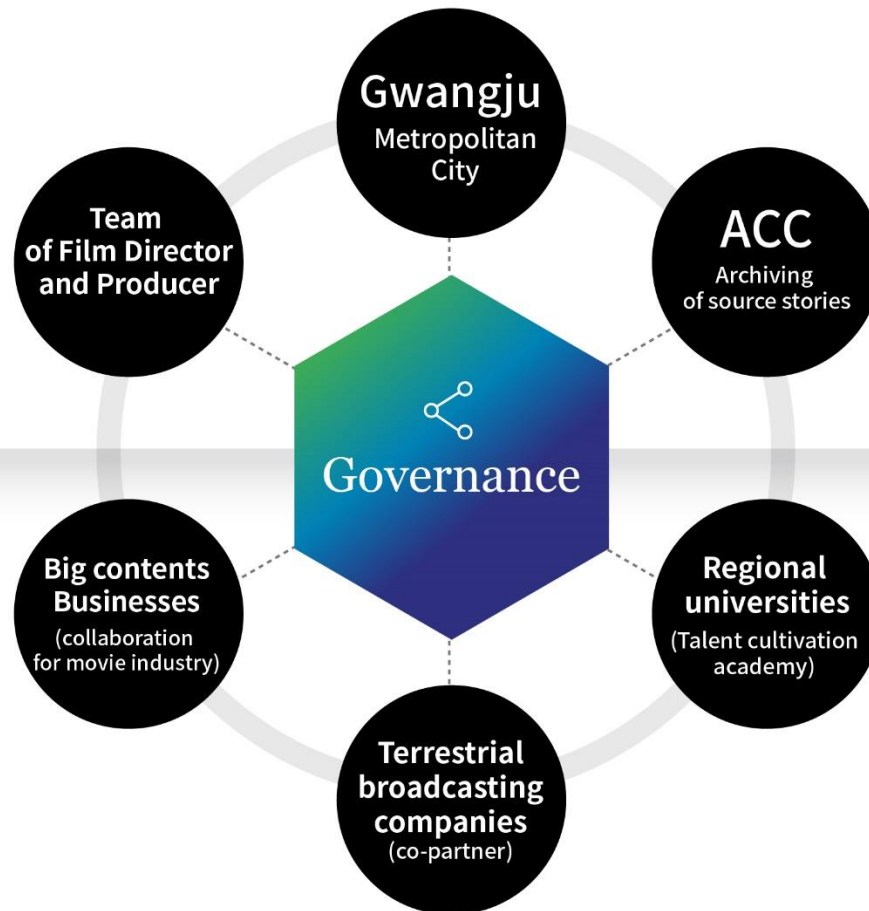 Gwangju
Metropolitan
City
ACC
Archiving
of source stories
Regional
universities
(Talent cultivation
academy)
Terrestrial
broadcasting
companies
(co-partner)
Big contents
Businesses
(collaboration
for movie industry)
Team
of Film Director
and Producer
Governance